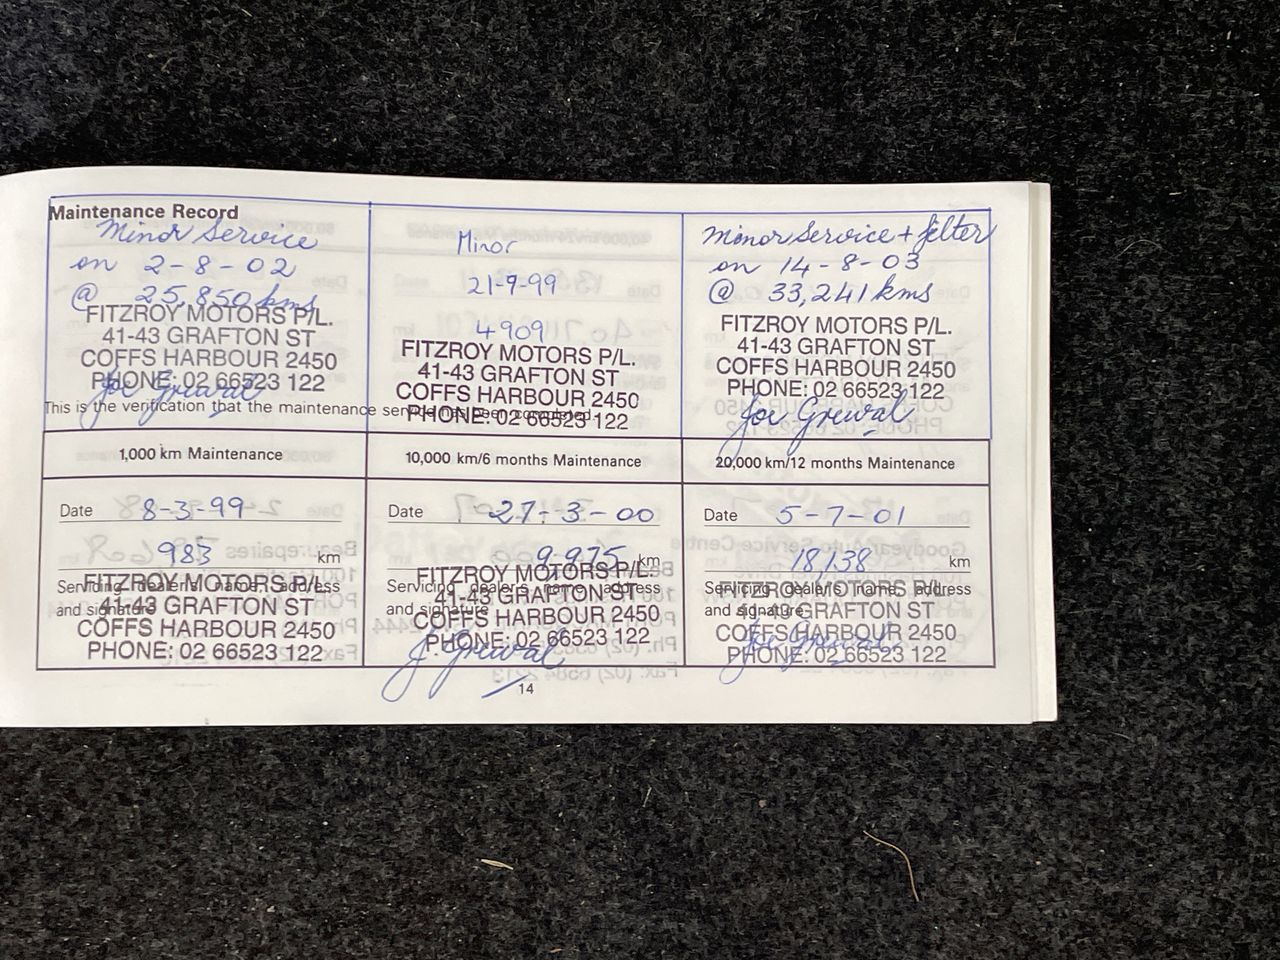 Maintenance Record
Minor Service
on 2-8-02
@ 25,850 kms
FITZROY MOTORS P/L.
41-43 GRAFTON ST
COFFS HARBOUR 2450
PHONE: 02 66523 122
for Grewal
Minor
21-9-99
4909
FITZROY MOTORS P/L.
41-43 GRAFTON ST
COFFS HARBOUR 2450
PHONE: 02 66523 122
Minor Service + filter
on 14-8-03
@ 33,241 kms
FITZROY MOTORS P/L.
41-43 GRAFTON ST
COFFS HARBOUR 2450
PHONE: 02 66523 122
for Grewal
This is the verification that the maintenance service has been completed.
1,000 km Maintenance
10,000 km/6 months Maintenance
20,000 km/12 months Maintenance
Date 8-3-99
983 km
Servicing dealer's name, address
and signature
FITZROY MOTORS P/L.
41-43 GRAFTON ST
COFFS HARBOUR 2450
PHONE: 02 66523 122
Date 27-3-00
9975 km
Servicing dealer's name, address
and signature
FITZROY MOTORS P/L.
41-43 GRAFTON ST
COFFS HARBOUR 2450
PHONE: 02 66523 122
J. Grewal
Date 5-7-01
18,138 km
Servicing dealer's name, address
and signature
FITZROY MOTORS P/L
41-43 GRAFTON ST
COFFS HARBOUR 2450
PHONE: 02 66523 122
for Grewal
14